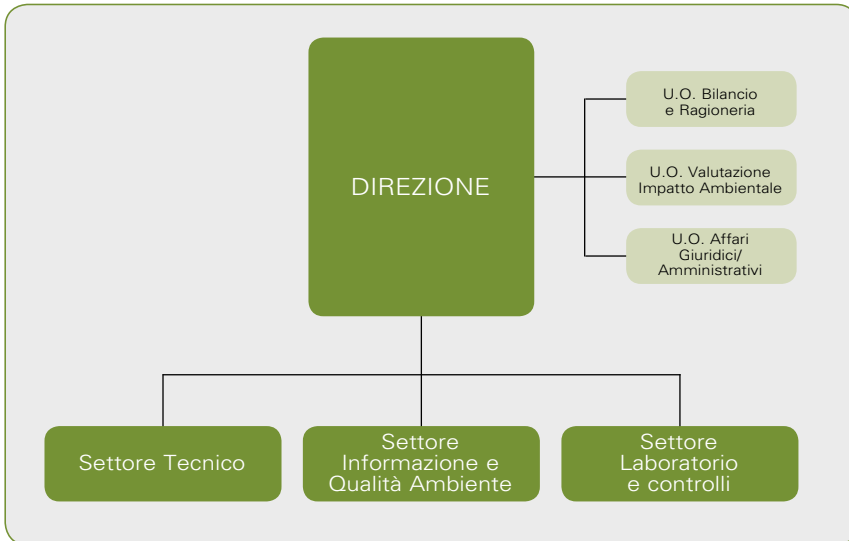 DIREZIONE
U.O. Bilancio
e Ragioneria
U.O. Valutazione
Impatto Ambientale
U.O. Affari
Giuridici/
Amministrativi
Settore Tecnico
Settore
Informazione e
Qualità Ambiente
Settore
Laboratorio
e controlli